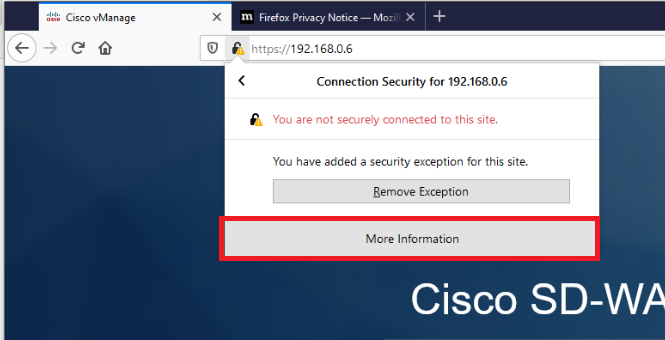 Cisco vManage
Firefox Privacy Notice — Mozil
https://192.168.0.6
Connection Security for 192.168.0.6
You are not securely connected to this site.
You have added a security exception for this site.
Remove Exception
More Information
Cisco SD-WA